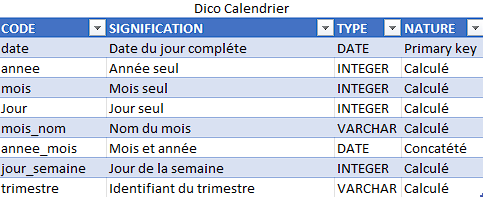 Dico Calendrier
CODE SIGNIFICATION TYPE NATURE
date Date du jour compléte DATE Primary key
annee Année seul INTEGER Calculé
mois Mois seul INTEGER Calculé
Jour Jour seul INTEGER Calculé
mois_nom Nom du mois VARCHAR Calculé
annee_mois Mois et année DATE Concatété
jour_semaine Jour de la semaine INTEGER Calculé
trimestre Identifiant du trimestre VARCHAR Calculé